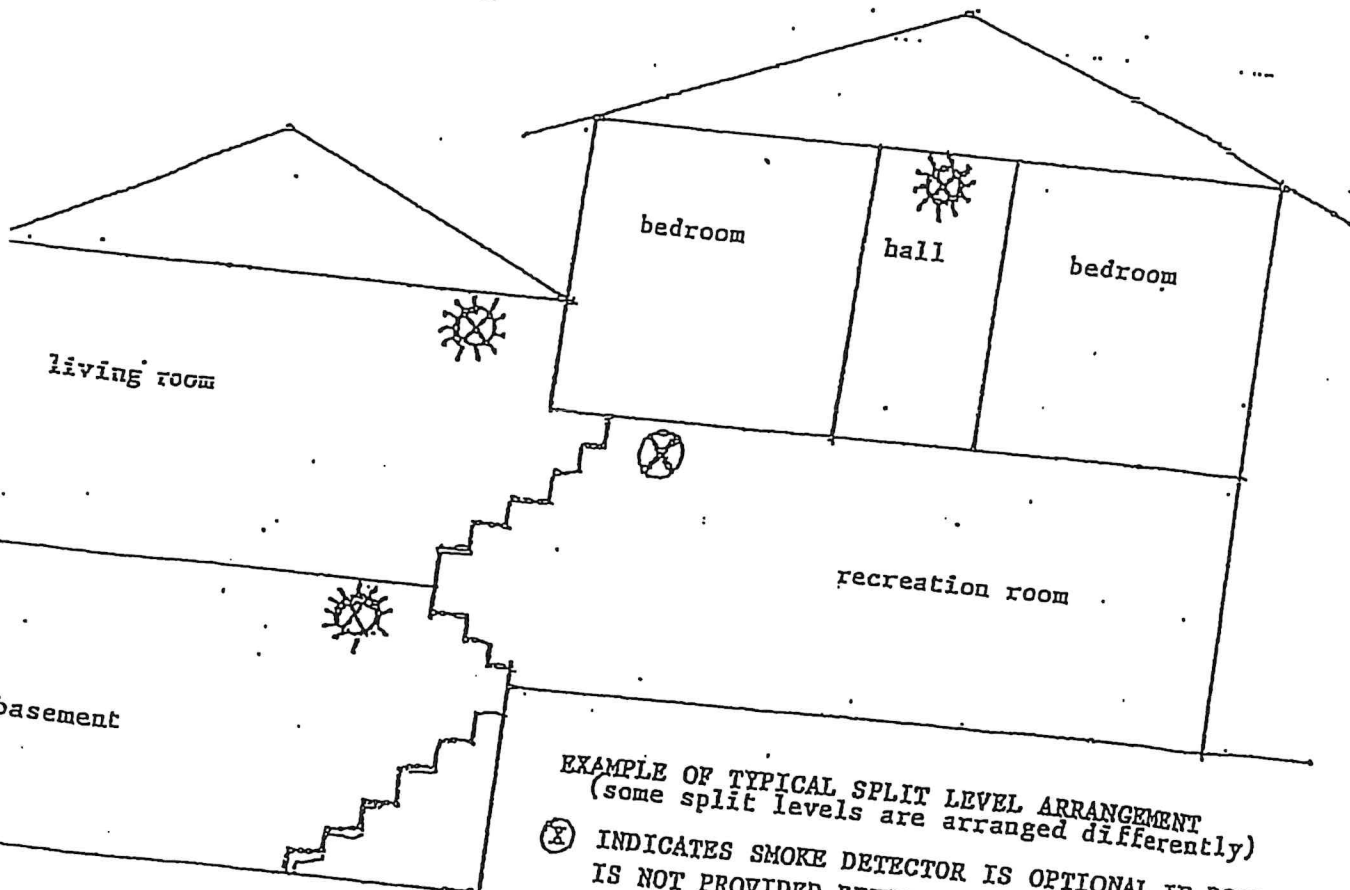 bedroom
hall
bedroom
living room
recreation room
basement
EXAMPLE OF TYPICAL SPLIT LEVEL ARRANGEMENT
(some split levels are arranged differently)
INDICATES SMOKE DETECTOR IS OPTIONAL IF
IS NOT PROVIDED